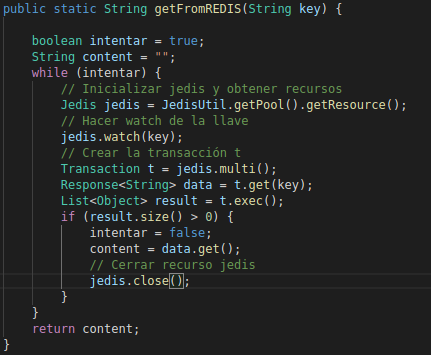 public static String getFromREDIS(String key) {
boolean intentar = true;
String content = "";
while (intentar) {
// Inicializar jedis y obtener recursos
Jedis jedis = JedisUtil.getPool().getResource();
// Hacer watch de la llave
jedis.watch(key);
// Crear la transacción t
Transaction t = jedis.multi();
Response<String> data = t.get(key);
List<Object> result = t.exec();
if (result.size() > 0) {
intentar = false;
content = data.get();
// Cerrar recurso jedis
jedis.close();
}
}
return content;
}